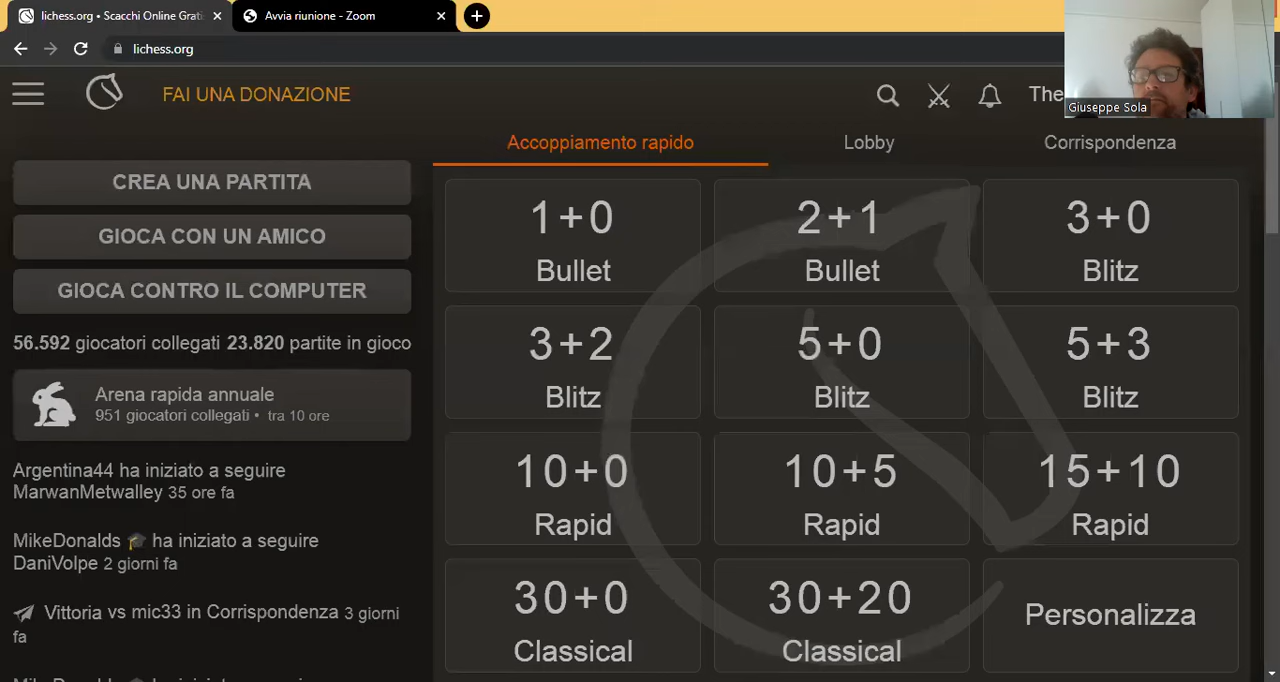 lichess.org • Scacchi Online Grati
Avvia riunione - Zoom
lichess.org
FAI UNA DONAZIONE
The
Giuseppe Sola
Accoppiamento rapido
Lobby
Corrispondenza
CREA UNA PARTITA
GIOCA CON UN AMICO
GIOCA CONTRO IL COMPUTER
56.592 giocatori collegati 23.820 partite in gioco
Arena rapida annuale
951 giocatori collegati • tra 10 ore
Argentina44 ha iniziato a seguire
MarwanMetwalley 35 ore fa
MikeDonalds 🎓 ha iniziato a seguire
DaniVolpe 2 giorni fa
Vittoria vs mic33 in Corrispondenza 3 giorni
fa
1+0
Bullet
2+1
Bullet
3+0
Blitz
3+2
Blitz
5+0
Blitz
5+3
Blitz
10+0
Rapid
10+5
Rapid
15+10
Rapid
30+0
Classical
30+20
Classical
Personalizza